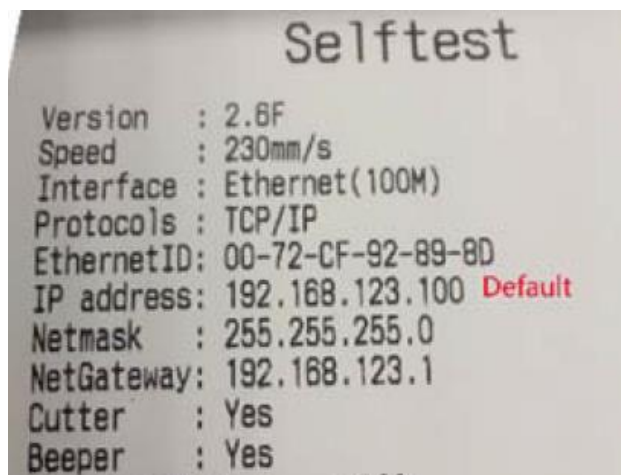 Selftest
Version : 2.6F
Speed : 230mm/s
Interface : Ethernet(100M)
Protocols : TCP/IP
EthernetID: 00-72-CF-92-89-8D
IP address: 192.168.123.100 Default
Netmask : 255.255.255.0
NetGateway: 192.168.123.1
Cutter : Yes
Beeper : Yes